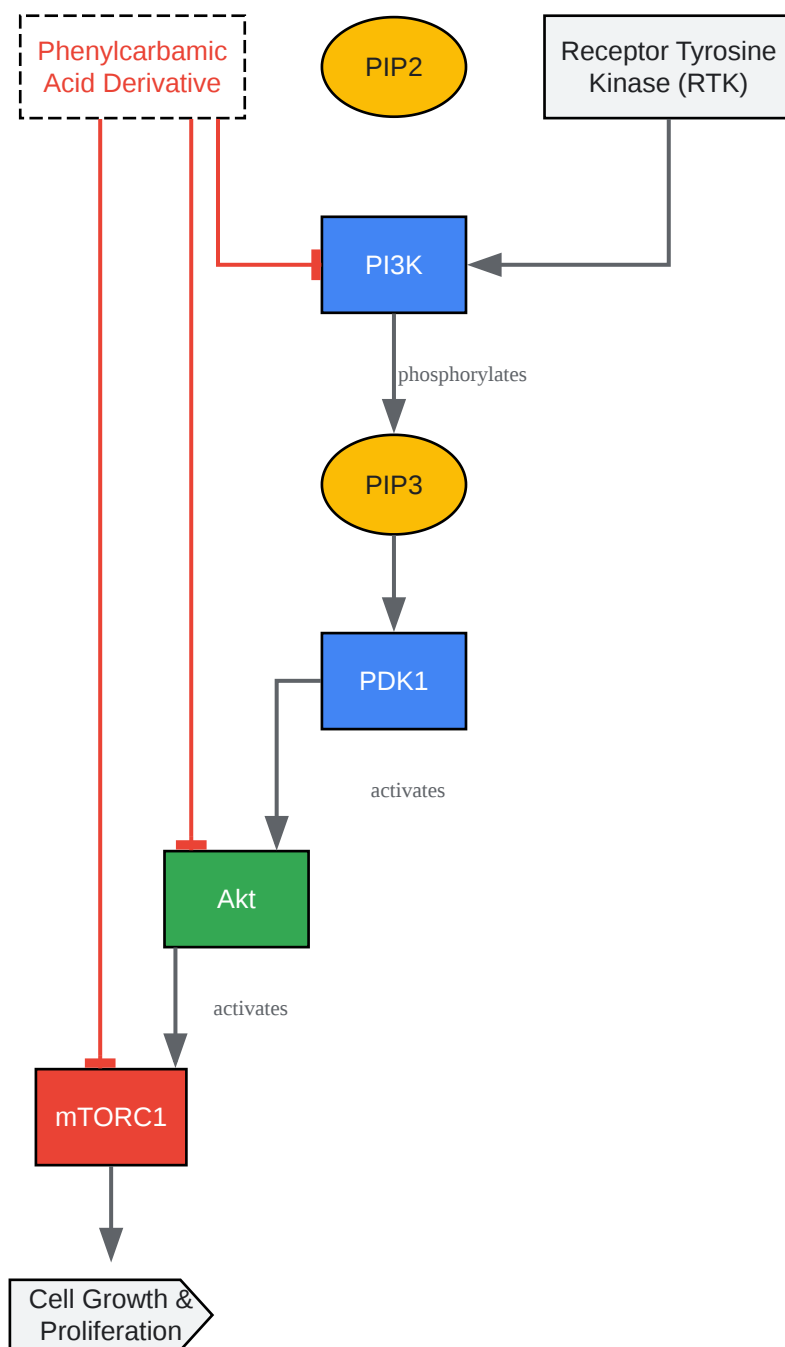 Phenylcarbamic
Acid Derivative
PIP2
Receptor Tyrosine
Kinase (RTK)
PI3K
phosphorylates
PIP3
PDK1
activates
Akt
activates
mTORC1
Cell Growth &
Proliferation